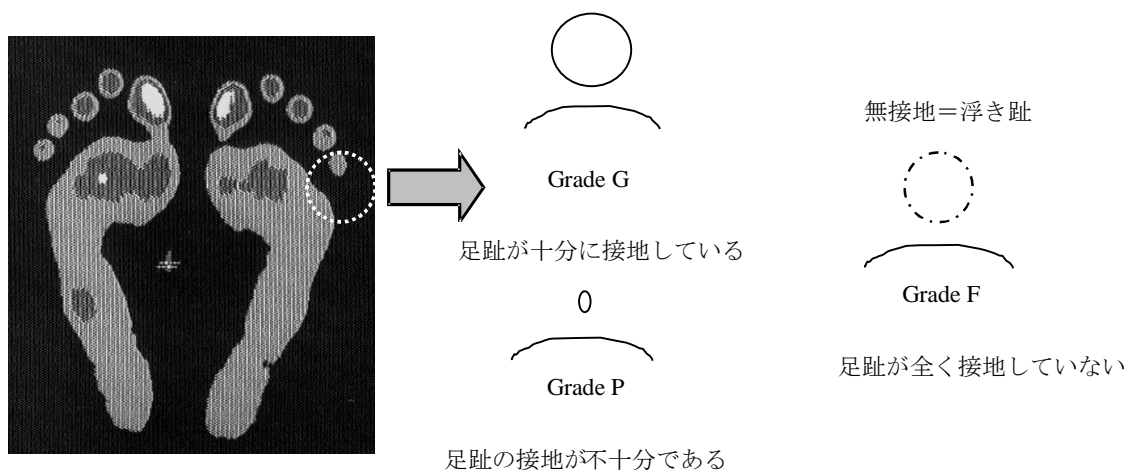 Grade G
足趾が十分に接地している
Grade P
足趾の接地が不十分である
無接地＝浮き趾
Grade F
足趾が全く接地していない